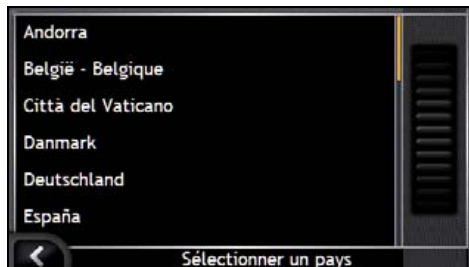 Andorra
België - Belgique
Città del Vaticano
Danmark
Deutschland
España
Sélectionner un pays